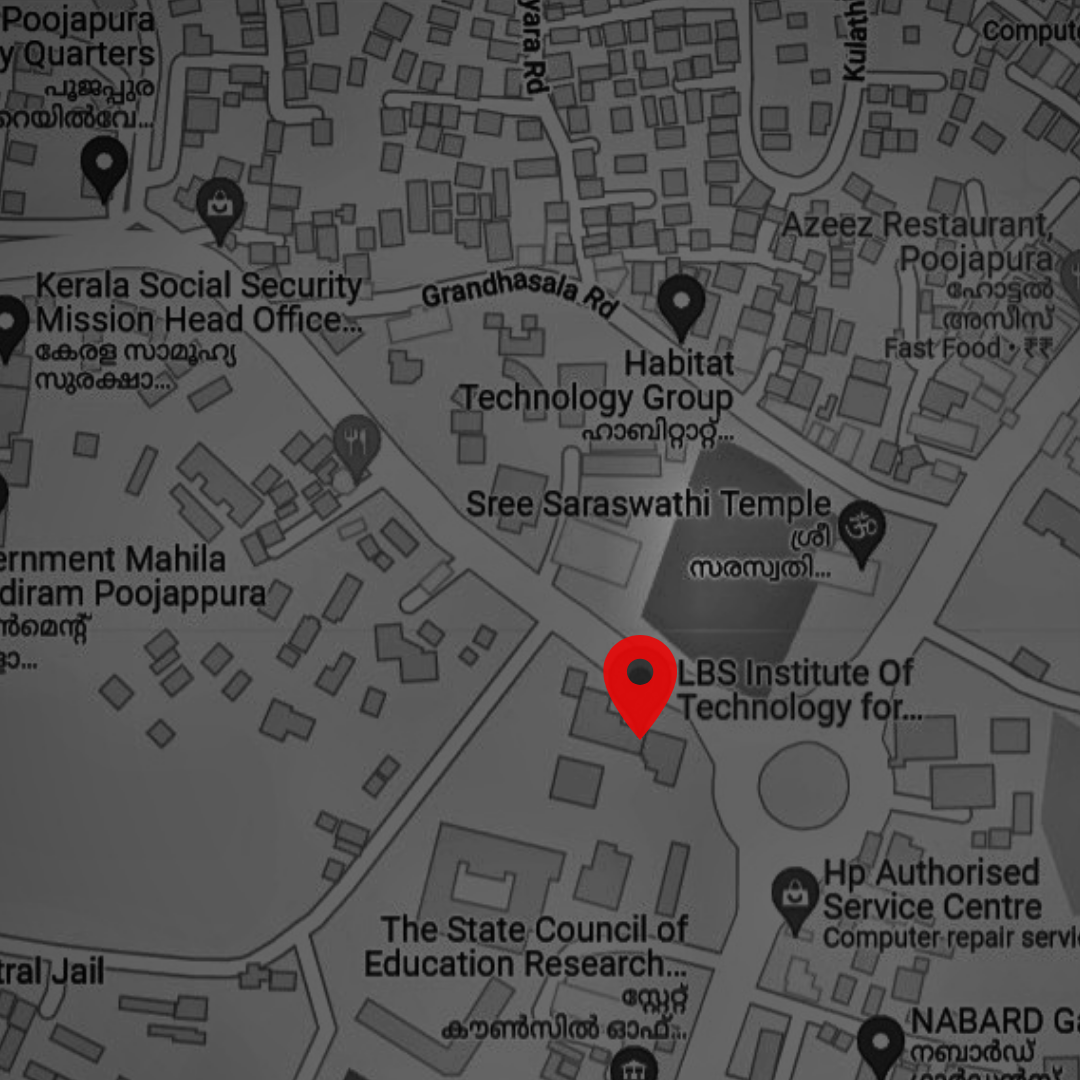 Poojapura
y Quarters
പൂജപ്പുര
റെയിൽവേ...
yara Rd
Kulath
Compute
Azeez Restaurant,
Poojapura
ഹോട്ടൽ
അസീസ്
Fast Food • ₹₹
Kerala Social Security
Mission Head Office...
കേരള സാമൂഹ്യ
സുരക്ഷാ...
Grandhasala Rd
Habitat
Technology Group
ഹാബിറ്റാറ്റ്...
Sree Saraswathi Temple
ശ്രീ
സരസ്വതി...
ernment Mahila
diram Poojappura
ൺമെന്റ്
LBS Institute Of
Technology for...
Hp Authorised
Service Centre
Computer repair servi
The State Council of
Education Research...
സ്റ്റേറ്റ്
കൗൺസിൽ ഓഫ്...
tral Jail
NABARD Ga
നബാർഡ്